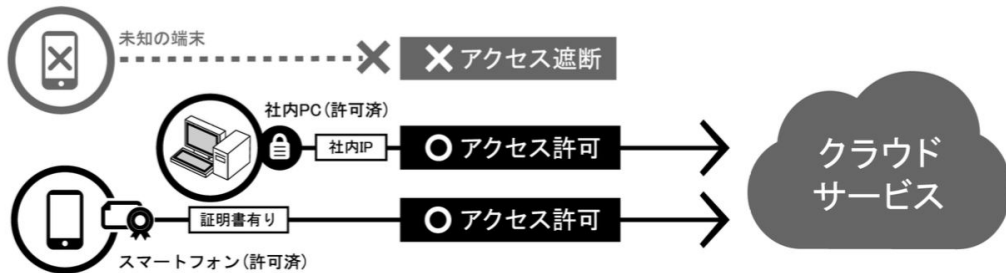 未知の端末
アクセス遮断
社内PC(許可済)
社内IP
アクセス許可
クラウド
サービス
証明書有り
アクセス許可
スマートフォン(許可済)